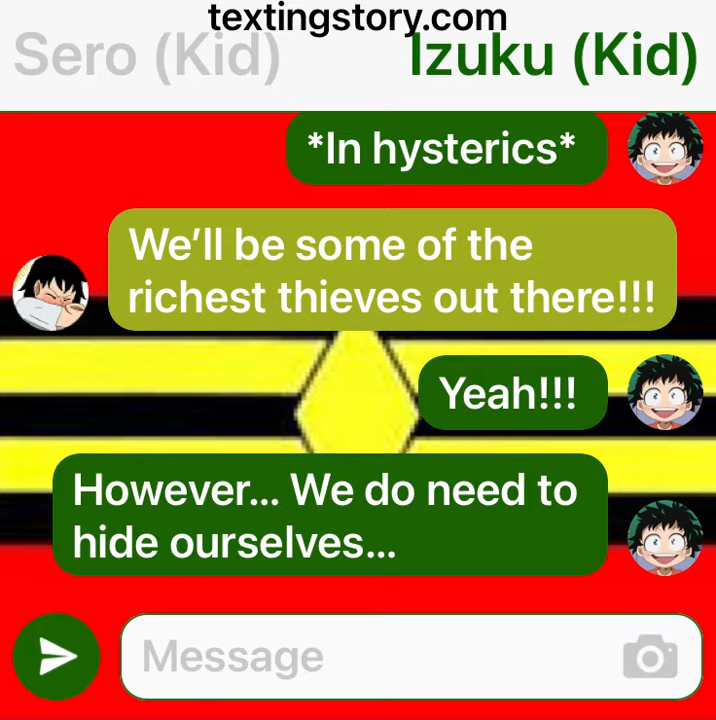 textingstory.com
Sero (Kid) Izuku (Kid)
*In hysterics*
We’ll be some of the
richest thieves out there!!!
Yeah!!!
However... We do need to
hide ourselves...
Message